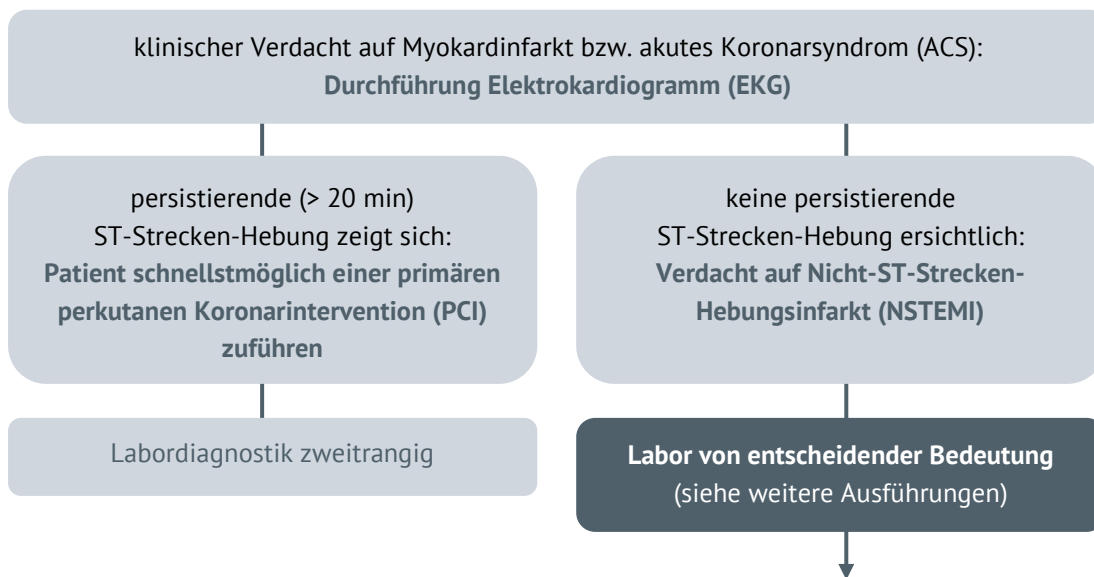 klinischer Verdacht auf Myokardinfarkt bzw. akutes Koronarsyndrom (ACS):
Durchführung Elektrokardiogramm (EKG)
persistierende (> 20 min)
ST-Strecken-Hebung zeigt sich:
Patient schnellstmöglich einer primären
perkutanen Koronarintervention (PCI)
zuführen
keine persistierende
ST-Strecken-Hebung ersichtlich:
Verdacht auf Nicht-ST-Strecken-
Hebungsinfarkt (NSTEMI)
Labordiagnostik zweitrangig
Labor von entscheidender Bedeutung
(siehe weitere Ausführungen)